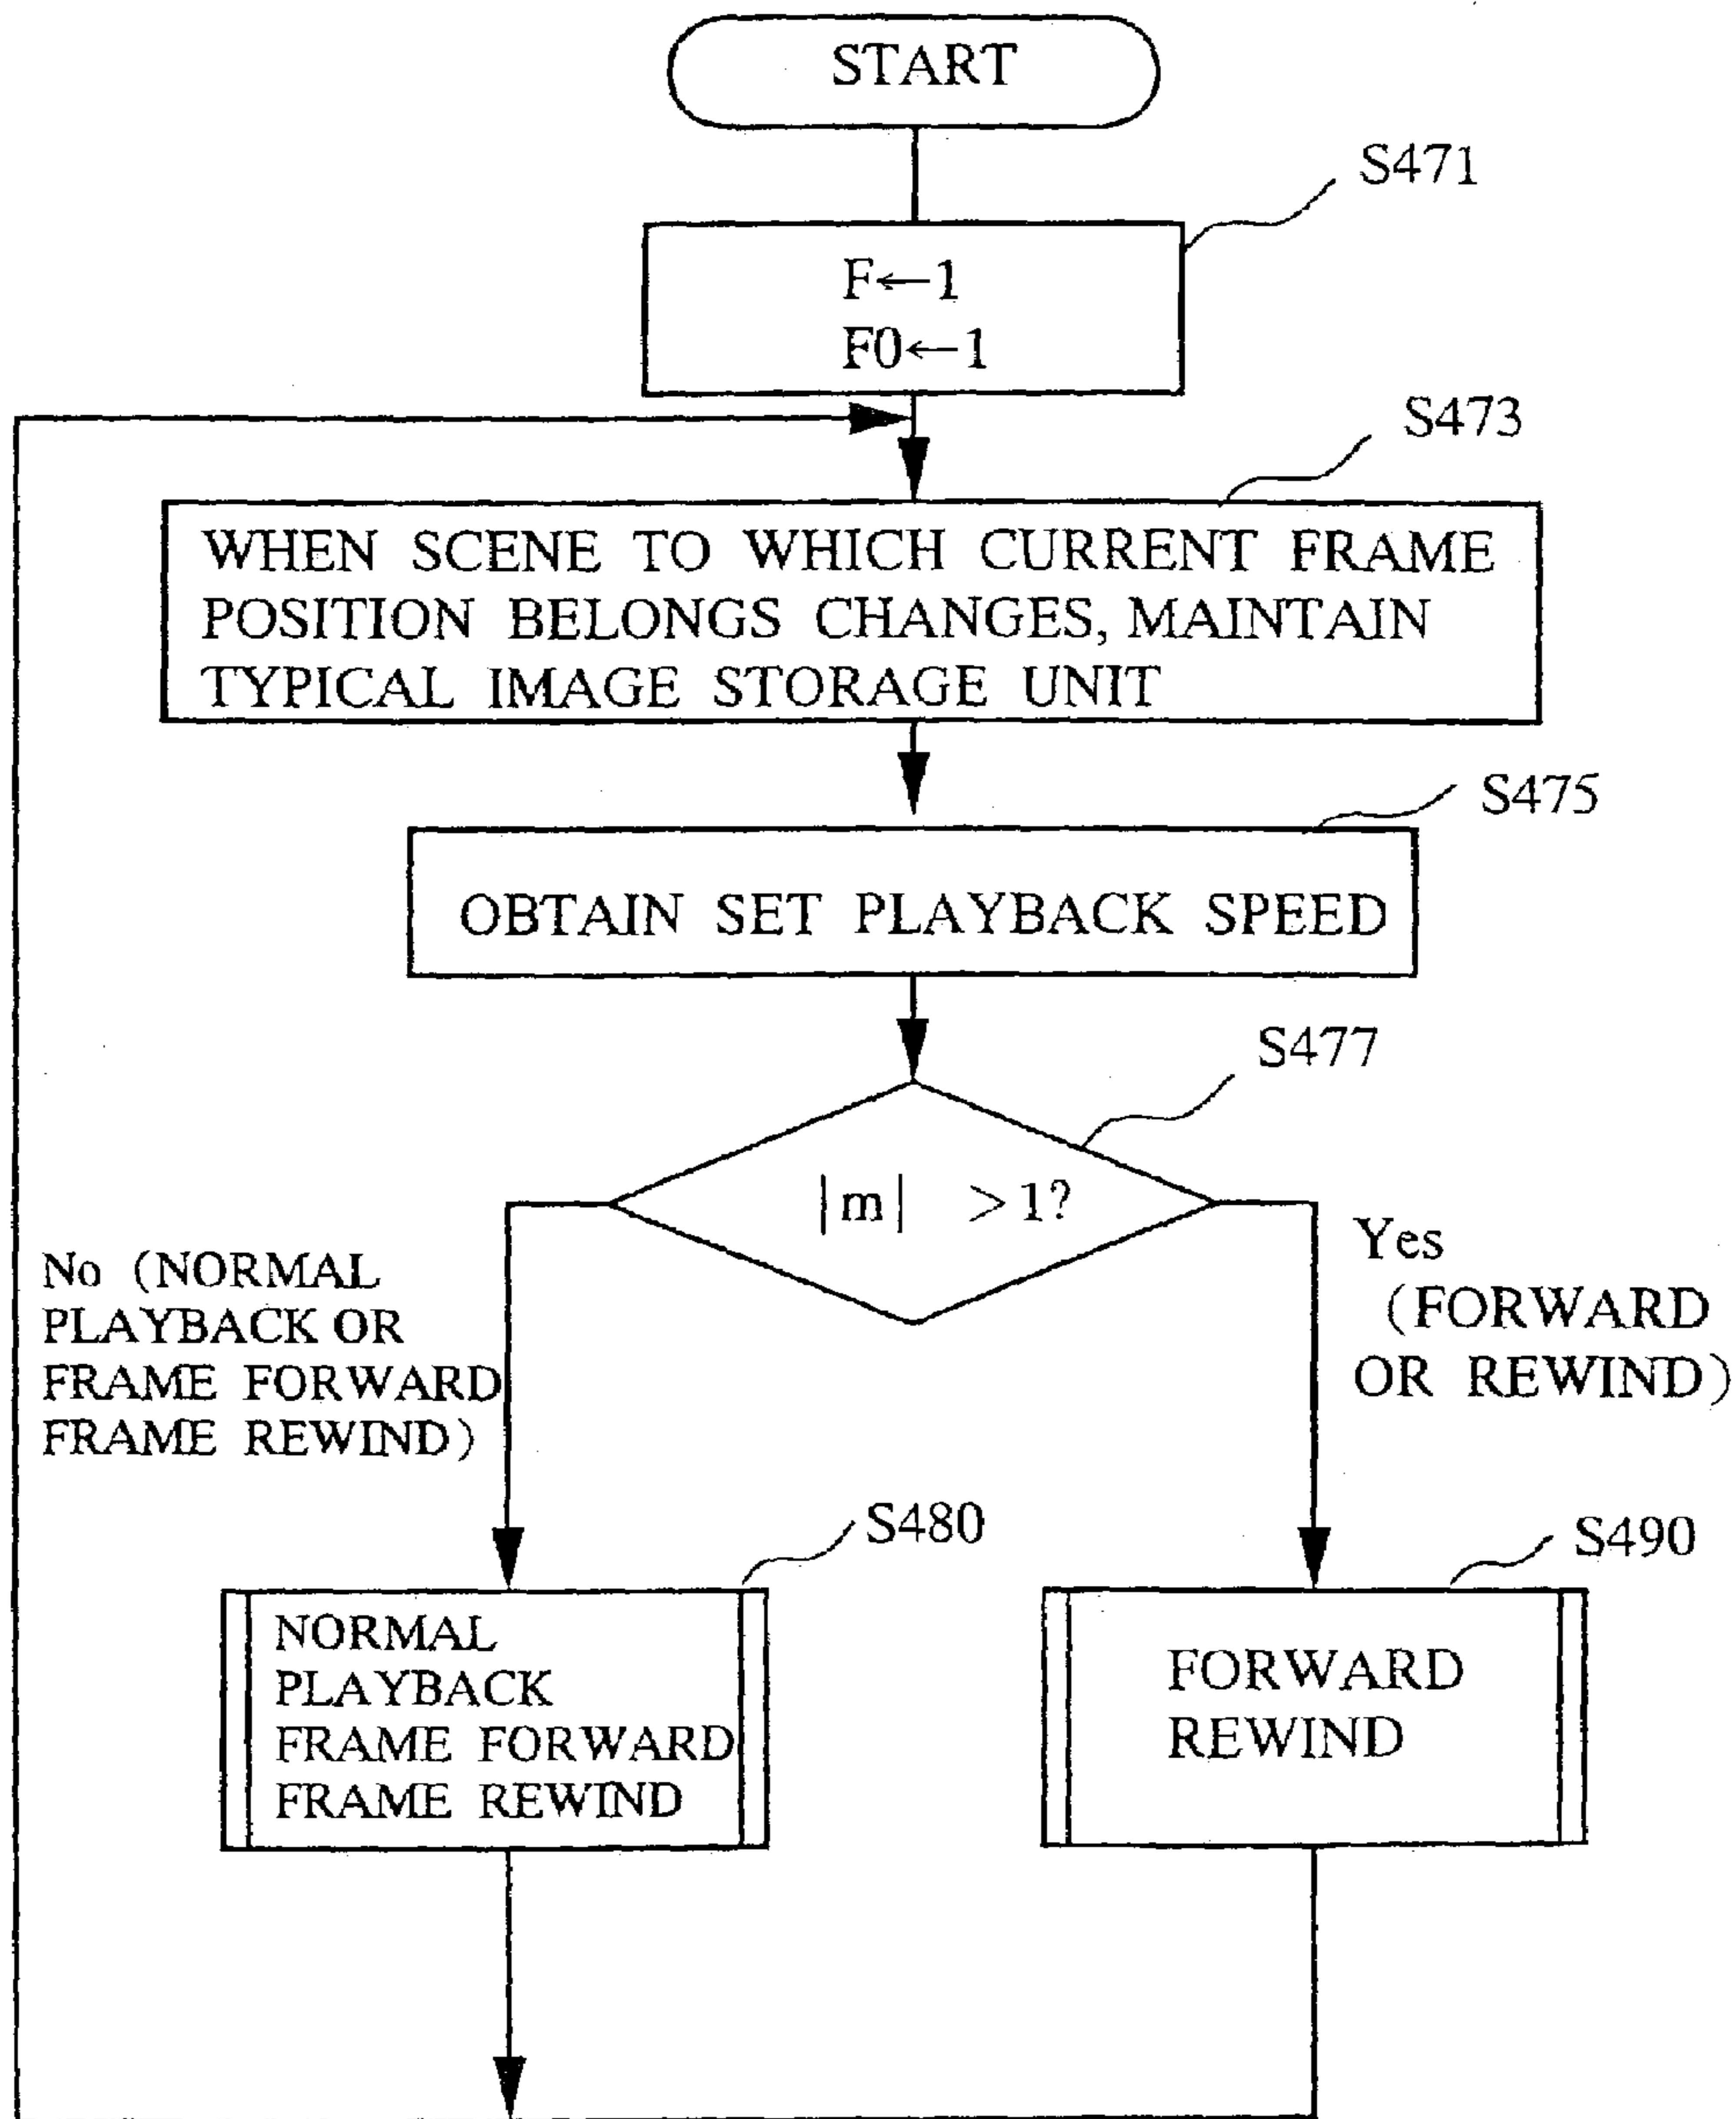 START
S471
F←1
F0←1
S473
WHEN SCENE TO WHICH CURRENT FRAME
POSITION BELONGS CHANGES, MAINTAIN
TYPICAL IMAGE STORAGE UNIT
S475
OBTAIN SET PLAYBACK SPEED
S477
|m| >1?
No (NORMAL
PLAYBACK OR
FRAME FORWARD
FRAME REWIND)
Yes
(FORWARD
OR REWIND)
S480
NORMAL
PLAYBACK
FRAME FORWARD
FRAME REWIND
S490
FORWARD
REWIND